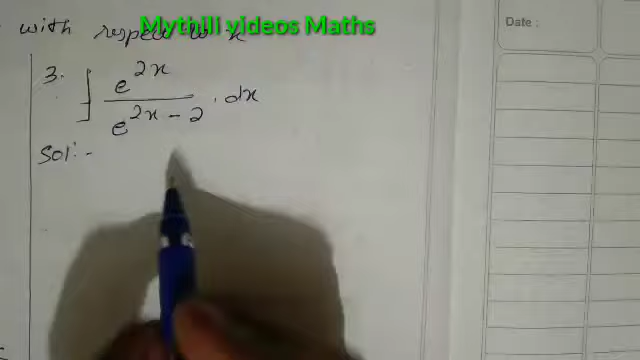 with respect to x
Mythili videos Maths
Date :
3. ∫ e^{2x} / e^{2x} - 2 . dx
Sol: -